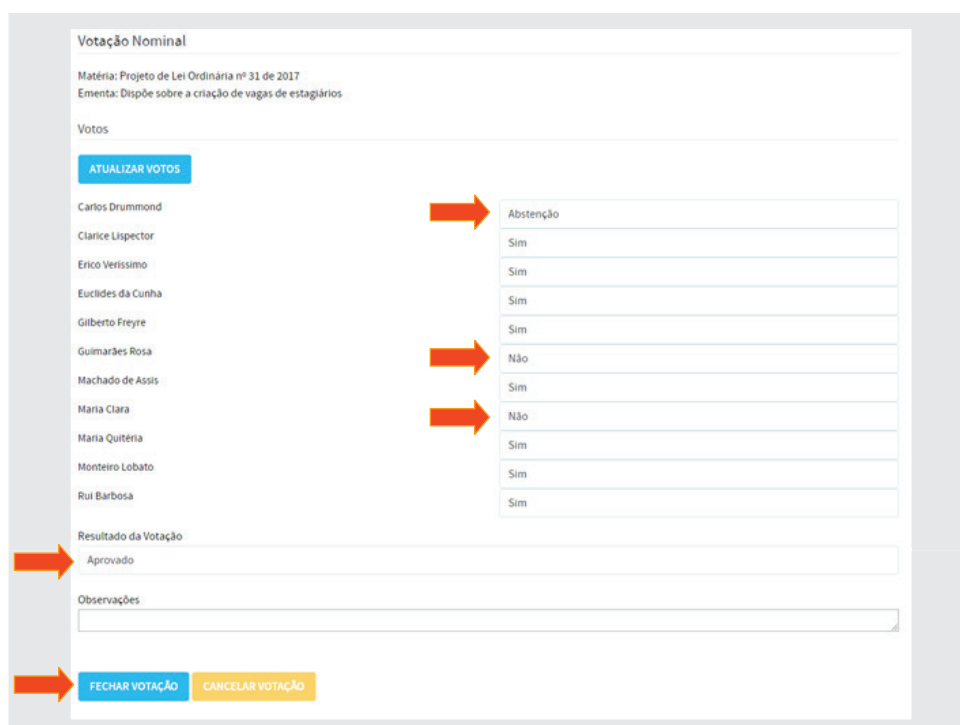 Votação Nominal
Matéria: Projeto de Lei Ordinária nº 31 de 2017
Ementa: Dispõe sobre a criação de vagas de estagiários
Votos
ATUALIZAR VOTOS
Carlos Drummond Abstenção
Clarice Lispector Sim
Erico Verissimo Sim
Euclides da Cunha Sim
Gilberto Freyre Sim
Guimarães Rosa Não
Machado de Assis Sim
Maria Clara Não
Maria Quitéria Sim
Monteiro Lobato Sim
Rui Barbosa Sim
Resultado da Votação
Aprovado
Observações
FECHAR VOTAÇÃO CANCELAR VOTAÇÃO